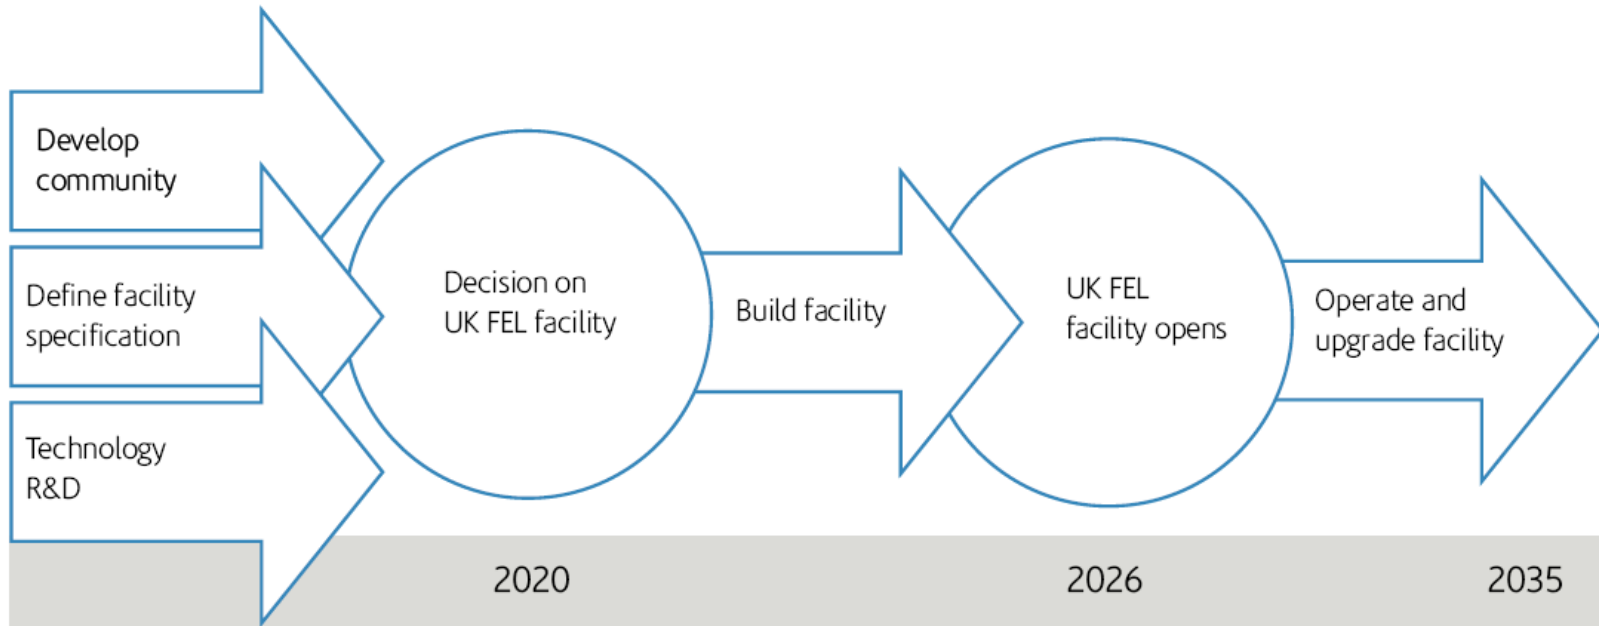 Develop
community
Define facility
specification
Technology
R&D
Decision on
UK FEL facility
Build facility
UK FEL
facility opens
Operate and
upgrade facility
2020
2026
2035